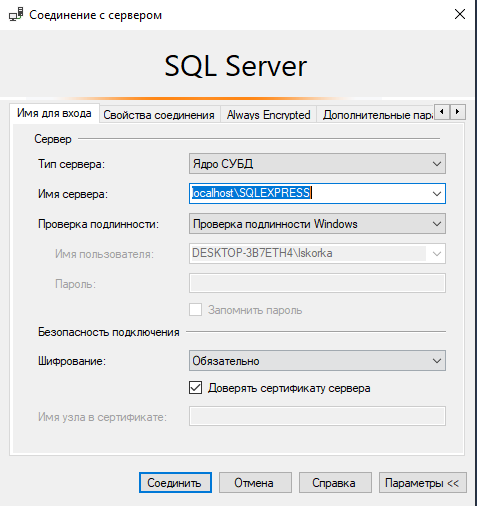 Соединение с сервером
SQL Server
Имя для входа Свойства соединения Always Encrypted Дополнительные пара
Сервер
Тип сервера: Ядро СУБД
Имя сервера: localhost\SQLEXPRESS
Проверка подлинности: Проверка подлинности Windows
Имя пользователя: DESKTOP-3B7ETH4\Iskorka
Пароль:
Запомнить пароль
Безопасность подключения
Шифрование: Обязательно
Доверять сертификату сервера
Имя узла в сертификате:
Соединить Отмена Справка Параметры <<